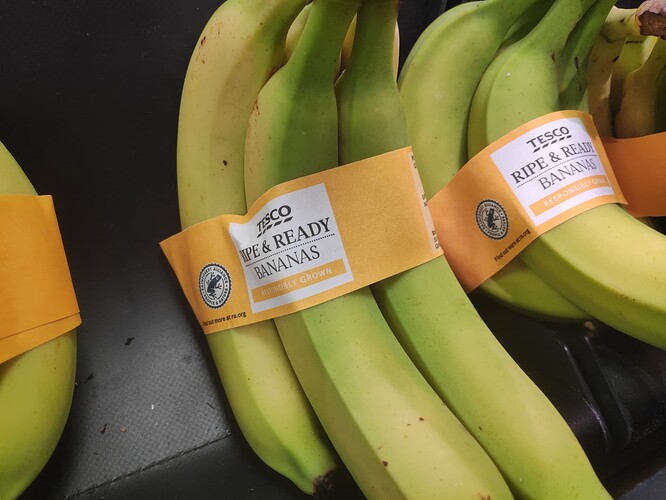 TESCO
IPE & READY
BANANAS
RESPONSIBLY GROWN
Find out more at ra.org
TESCO
RIPE & READY
BANANAS
RESPONSIBLY GROWN
Find out more at ra.org